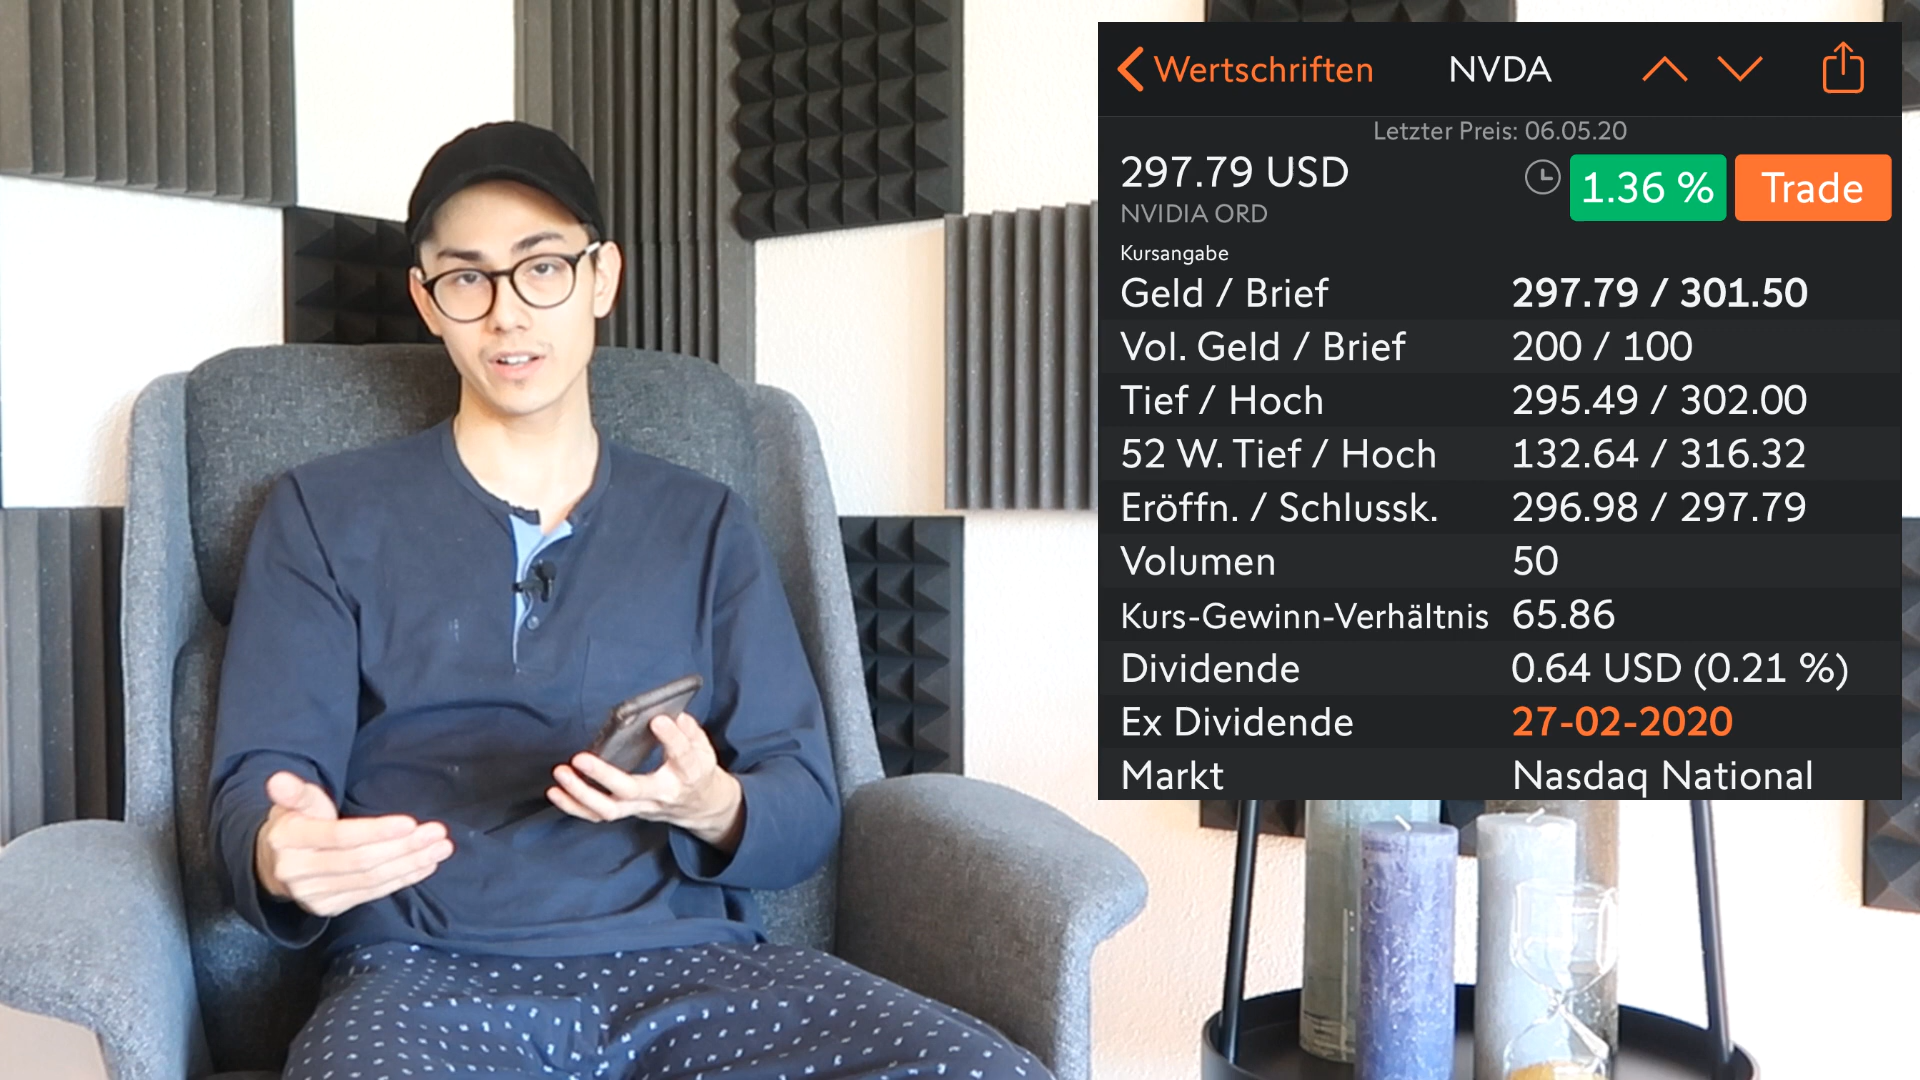 Wertschriften NVDA
Letzter Preis: 06.05.20
297.79 USD 1.36 % Trade
NVIDIA ORD
Kursangabe
Geld / Brief 297.79 / 301.50
Vol. Geld / Brief 200 / 100
Tief / Hoch 295.49 / 302.00
52 W. Tief / Hoch 132.64 / 316.32
Eröffn. / Schlussk. 296.98 / 297.79
Volumen 50
Kurs-Gewinn-Verhältnis 65.86
Dividende 0.64 USD (0.21 %)
Ex Dividende 27-02-2020
Markt Nasdaq National